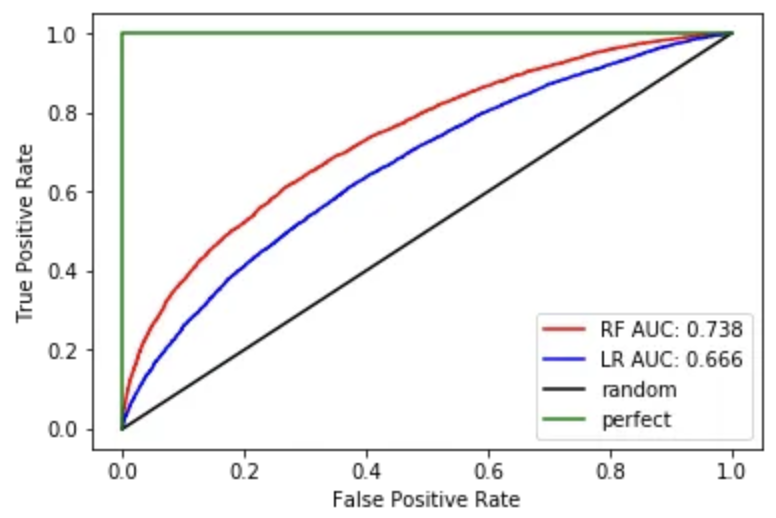 1.0
0.8
0.6
0.4
0.2
0.0
True Positive Rate
RF AUC: 0.738
LR AUC: 0.666
random
perfect
0.0 0.2 0.4 0.6 0.8 1.0
False Positive Rate